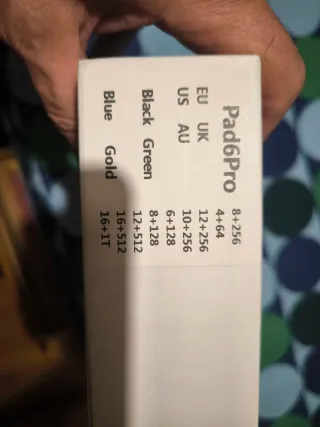 Pad6Pro
EU UK
US AU
Black Green
Blue Gold
8+256
4+64
12+256
10+256
6+128
8+128
12+512
16+512
16+1T